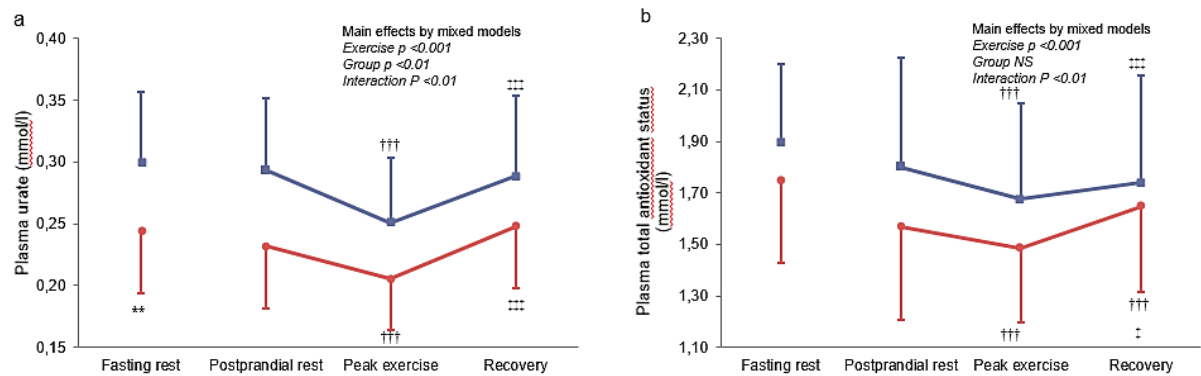 a
Main effects by mixed models
Exercise p <0.001
Group p <0.01
Interaction P <0.01
Plasma urate (mmol/l)
0,40
0,35
0,30
0,25
0,20
0,15
‡‡‡
†††
**
†††
‡‡‡
Fasting rest
Postprandial rest
Peak exercise
Recovery
b
Main effects by mixed models
Exercise p <0.001
Group NS
Interaction P <0.01
Plasma total antioxidant status
(mmol/l)
2,30
2,10
1,90
1,70
1,50
1,30
1,10
†††
‡‡‡
†††
†††
‡
Fasting rest
Postprandial rest
Peak exercise
Recovery